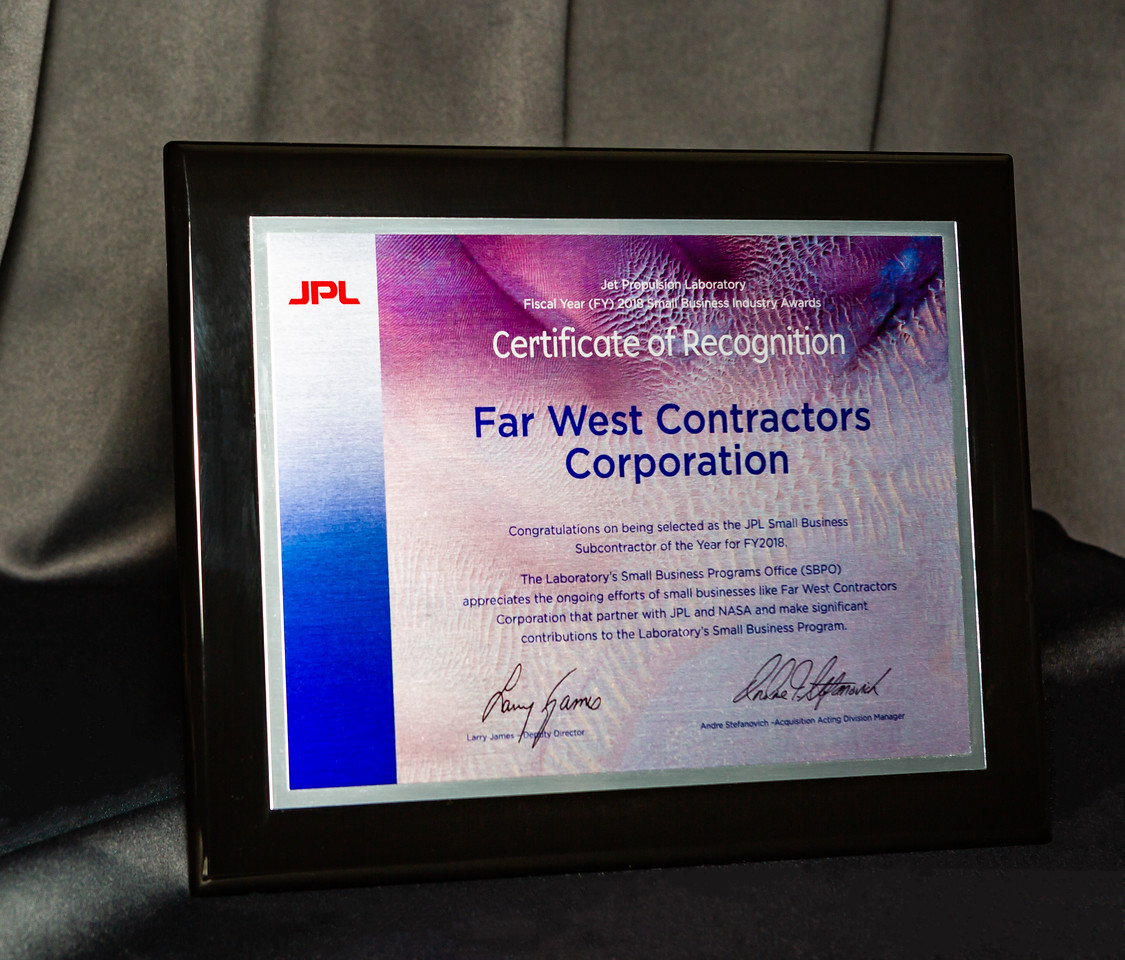 JPL
Jet Propulsion Laboratory
Fiscal Year (FY) 2018 Small Business Industry Awards
Certificate of Recognition
Far West Contractors
Corporation
Congratulations on being selected as the JPL Small Business
Subcontractor of the Year for FY2018.
The Laboratory's Small Business Programs Office (SBPO)
appreciates the ongoing efforts of small businesses like Far West Contractors
Corporation that partner with JPL and NASA and make significant
contributions to the Laboratory's Small Business Program.
Larry James
Andre T. Stefanovich
Larry James - Deputy Director
Andre Stefanovich -Acquisition Acting Division Manager